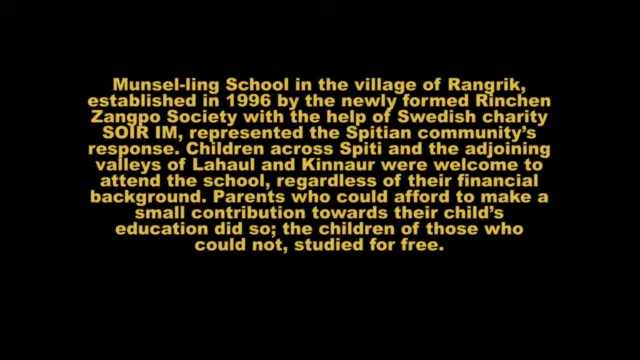 Munsel-ling School in the village of Rangrik,
established in 1996 by the newly formed Rinchen
Zangpo Society with the help of Swedish charity
SOIR IM, represented the Spitian community's
response. Children across Spiti and the adjoining
valleys of Lahaul and Kinnaur were welcome to
attend the school, regardless of their financial
background. Parents who could afford to make a
small contribution towards their child's
education did so; the children of those who
could not, studied for free.